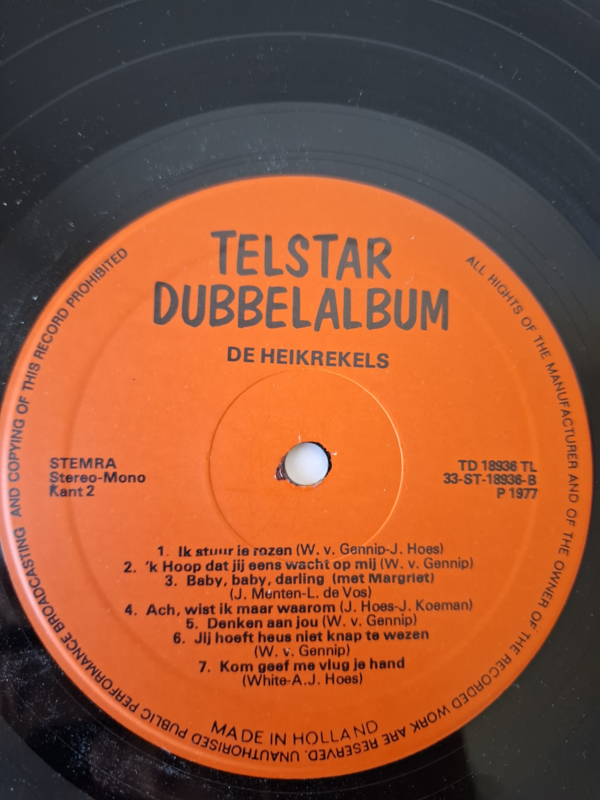 TELSTAR
DUBBELALBUM
DE HEIKREKELS
STEMRA
Stereo-Mono
Kant 2
TD 18936 TL
33-ST-18936-B
P 1977
1. Ik stuur je rozen (W. v. Gennip-J. Hoes)
2. 'k Hoop dat jij eens wacht op mij (W. v. Gennip)
3. Baby, baby, darling (met Margriet)
(J. Menten-L. de Vos)
4. Ach, wist ik maar waarom (J. Hoes-J. Koeman)
5. Denken aan jou (W. v. Gennip)
6. Jij hoeft heus niet knap te wezen
(W. v. Gennip)
7. Kom geef me vlug je hand
(White-A.J. Hoes)
MADE IN HOLLAND
ALL RIGHTS OF THE MANUFACTURER AND OF THE OWNER OF THE RECORDED WORK ARE RESERVED. UNAUTHORISED PUBLIC PERFORMANCE BROADCASTING AND COPYING OF THIS RECORD PROHIBITED